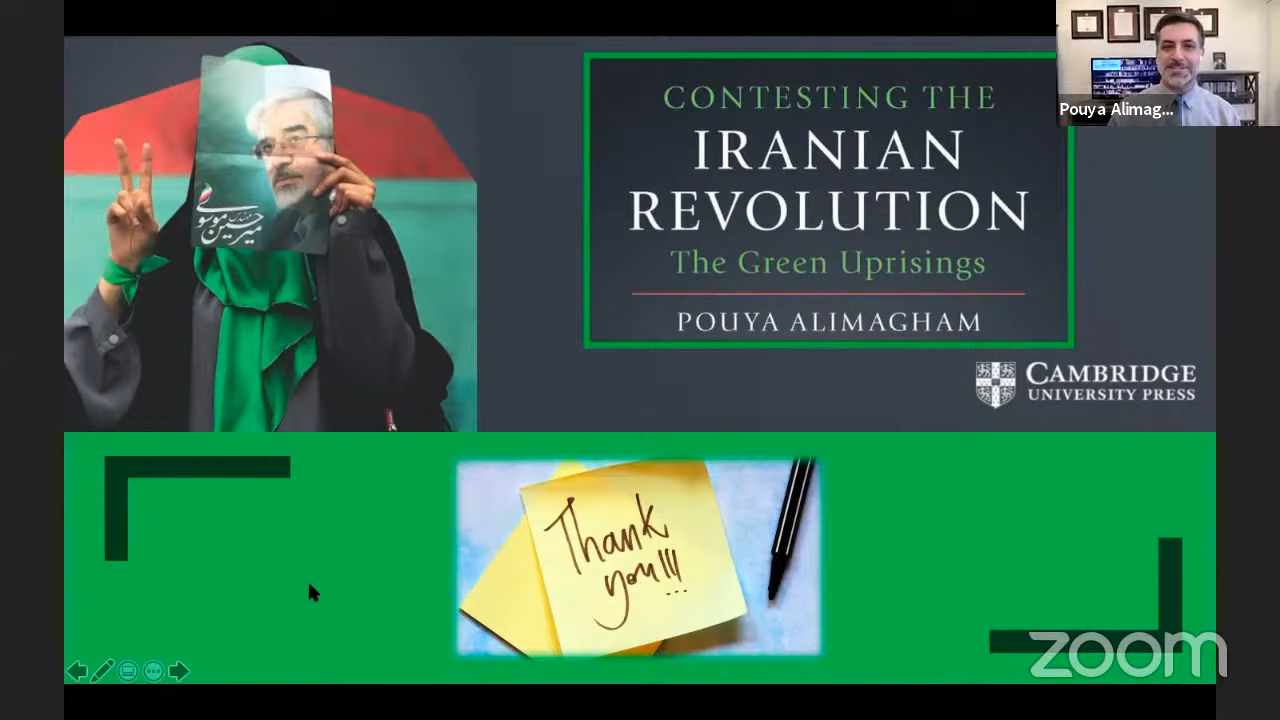 CONTESTING THE
IRANIAN
REVOLUTION
The Green Uprisings
POUYA ALIMAGHAM
CAMBRIDGE
UNIVERSITY PRESS
Pouya Alimag...
مهندس
میرحسین موسوی
Thank
you!!!
zoom